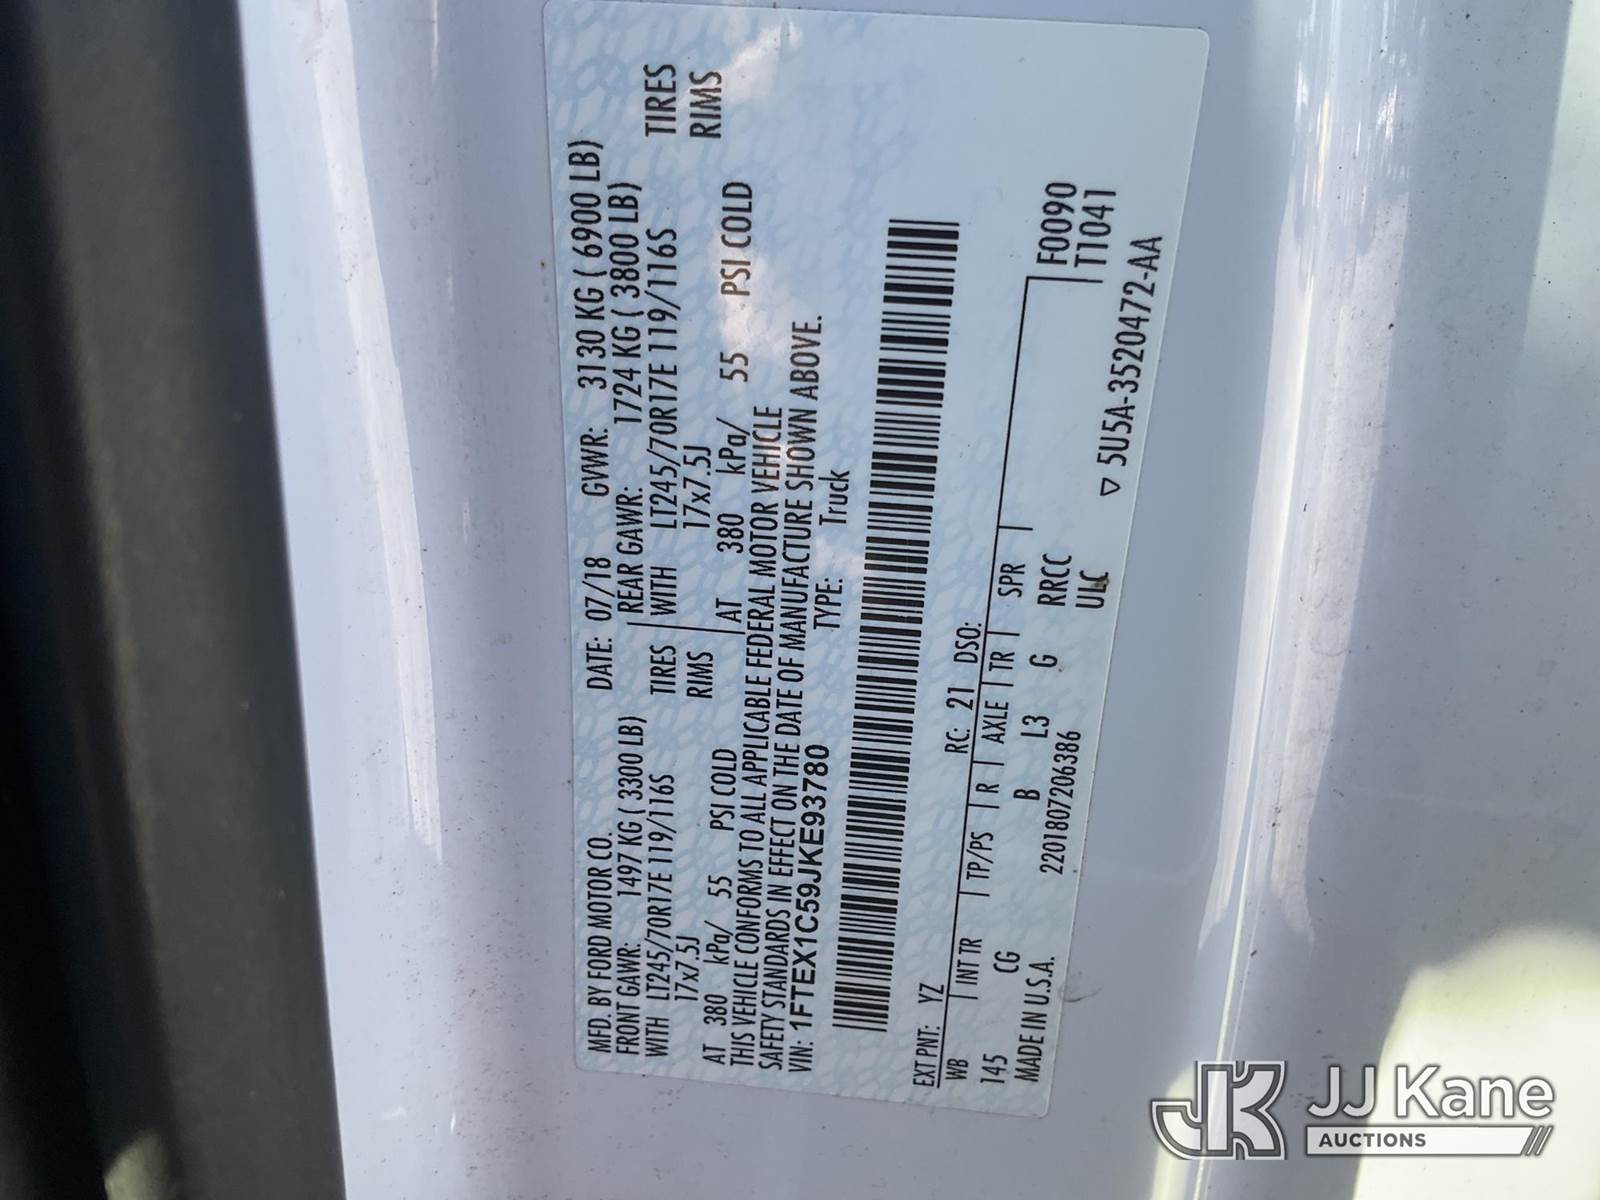 MFD. BY FORD MOTOR CO. DATE: 07/18 GVWR: 3130 KG ( 6900 LB)
FRONT GAWR: 1497 KG ( 3300 LB) REAR GAWR: 1724 KG ( 3800 LB)
WITH LT245/70R17E 119/116S TIRES WITH LT245/70R17E 119/116S TIRES
17x7.5J RIMS 17x7.5J RIMS
AT 380 kPa/ 55 PSI COLD AT 380 kPa/ 55 PSI COLD
THIS VEHICLE CONFORMS TO ALL APPLICABLE FEDERAL MOTOR VEHICLE
SAFETY STANDARDS IN EFFECT ON THE DATE OF MANUFACTURE SHOWN ABOVE.
VIN: 1FTEX1C59JKE93780 TYPE: Truck
EXT PNT: YZ RC: 21 DSO:
WB INT TR TP/PS R AXLE TR SPR F00090
145 CG B L3 G RRCC T1041
MADE IN U.S.A. 2201807206386 ULC
▽ 5U5A-3520472-AA
JJ Kane
AUCTIONS